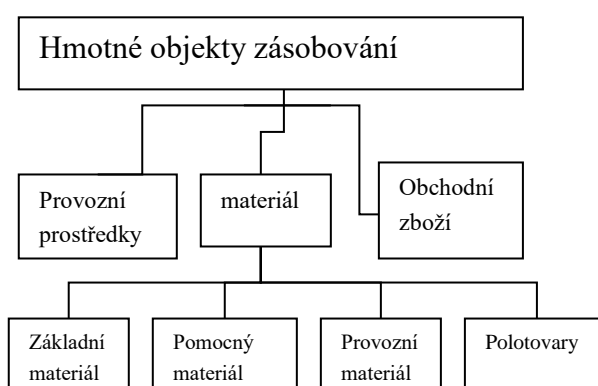 Hmotné objekty zásobování
Provozní
prostředky
materiál
Obchodní
zboží
Základní
materiál
Pomocný
materiál
Provozní
materiál
Polotovary